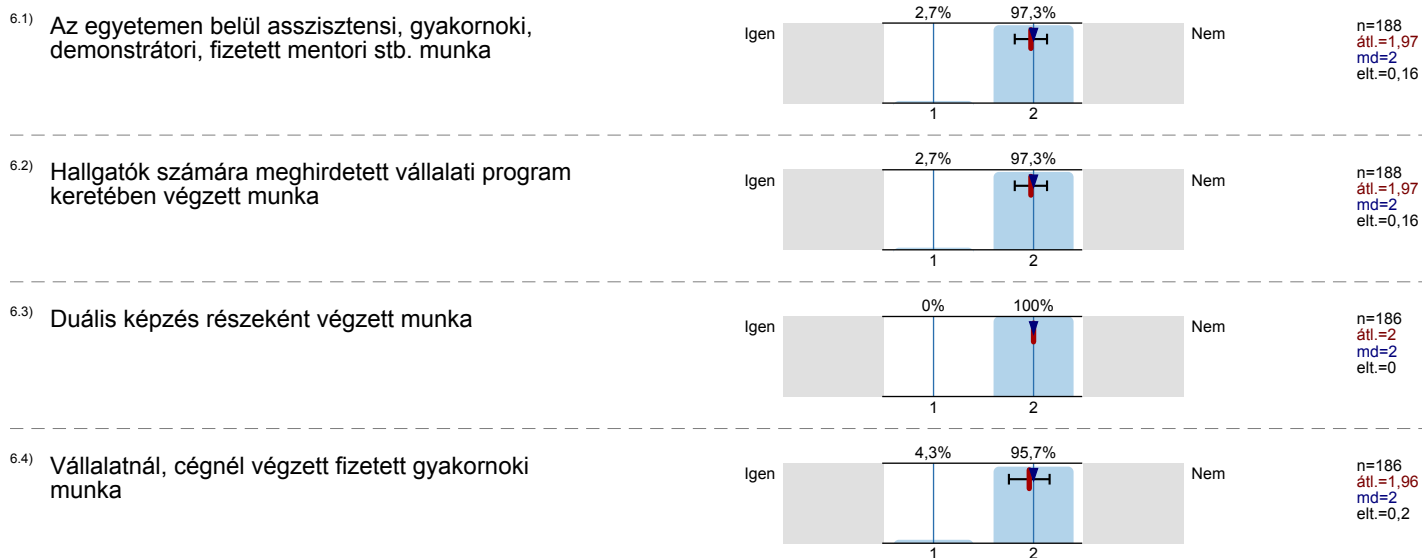 6.1) Az egyetemen belül asszisztensi, gyakornoki,
demonstrátori, fizetett mentori stb. munka
Igen
2,7% 97,3%
1 2
Nem
n=188
átl.=1,97
md=2
elt.=0,16
6.2) Hallgatók számára meghirdetett vállalati program
keretében végzett munka
Igen
2,7% 97,3%
1 2
Nem
n=188
átl.=1,97
md=2
elt.=0,16
6.3) Duális képzés részeként végzett munka
Igen
0% 100%
1 2
Nem
n=186
átl.=2
md=2
elt.=0
6.4) Vállalatnál, cégnél végzett fizetett gyakornoki
munka
Igen
4,3% 95,7%
1 2
Nem
n=186
átl.=1,96
md=2
elt.=0,2